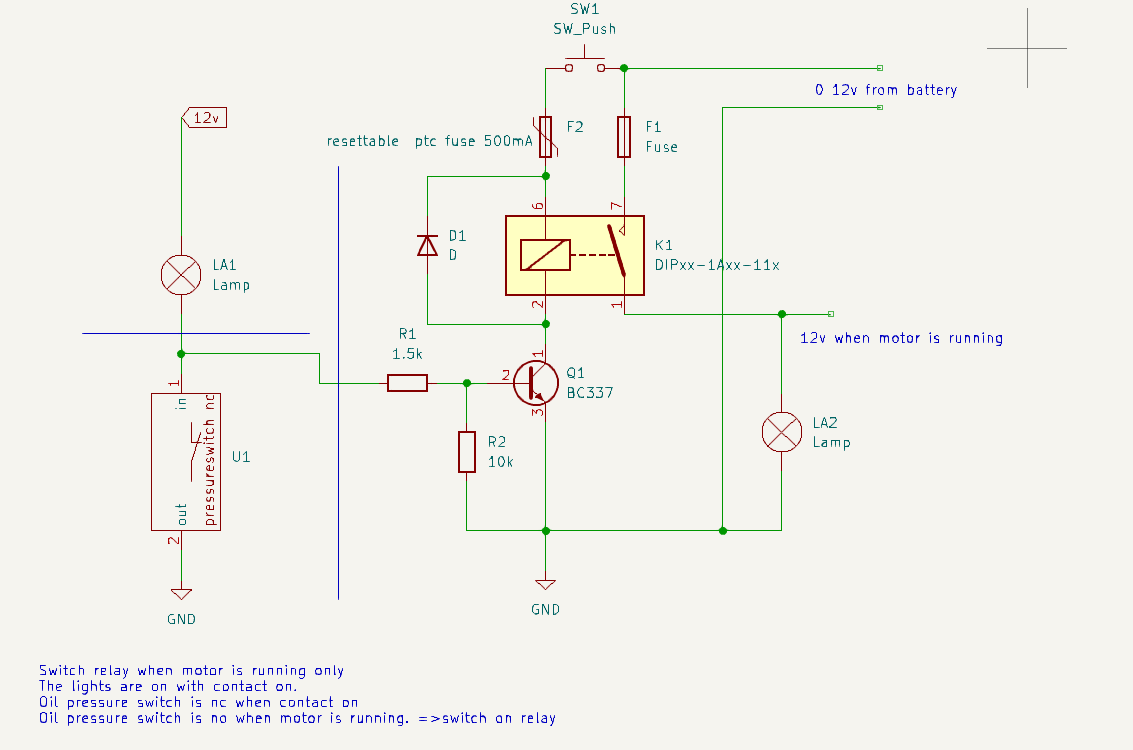 SW1
SW_Push
0 12v from battery
12v
resettable ptc fuse 500mA
F2
F1
Fuse
6
7
D1
D
K1
DIPxx-1Axx-11x
LA1
Lamp
2
1
12v when motor is running
R1
1.5k
1
2
Q1
BC337
3
1
in
pressureswitch nc
out
2
U1
R2
10k
LA2
Lamp
GND
GND
Switch relay when motor is running only
The lights are on with contact on.
Oil pressure switch is nc when contact on
Oil pressure switch is no when motor is running. =>switch on relay